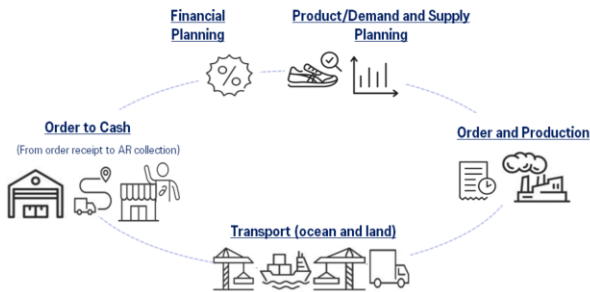 Financial
Planning
Product/Demand and Supply
Planning
Order to Cash
(From order receipt to AR collection)
Order and Production
Transport (ocean and land)